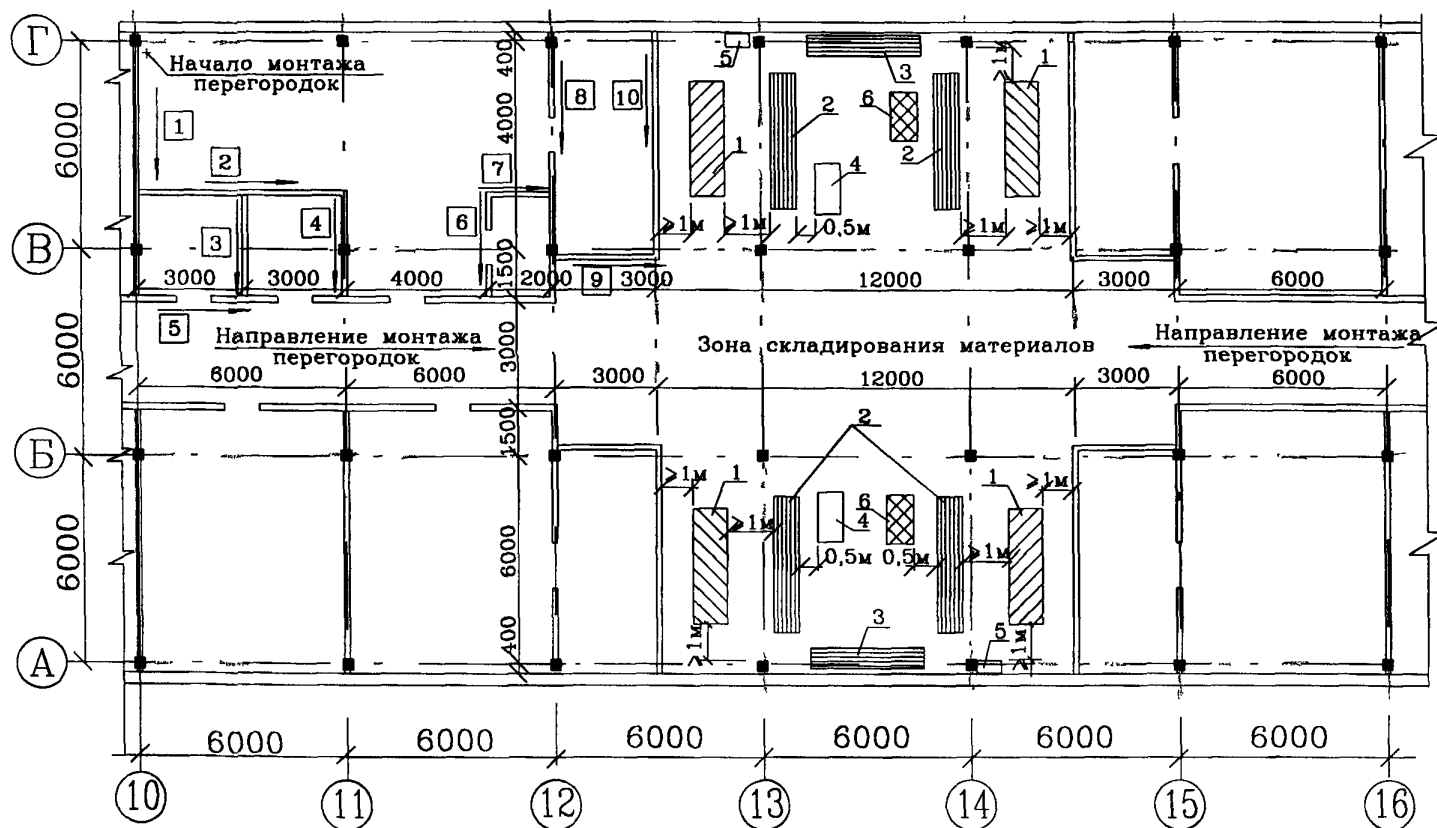 Г
400
5
3
1
≥1м
Начало монтажа
перегородок
8
10
2
6
1
6000
4000
1
2
7
2
4
3
4
6
≥1м
≥1м
0,5м
≥1м
≥1м
В
1500
3000
3000
4000
2000
9
3000
12000
3000
6000
5
Направление монтажа
перегородок
Зона складирования материалов
Направление монтажа
перегородок
6000
3000
6000
6000
3000
12000
3000
6000
2
Б
1500
≥1м
1
1
≥1м
6
4
≥1м
≥1м
6000
6000
0,5м
0,5м
3
≥1м
5
≥1м
А
400
6000
6000
6000
6000
6000
6000
10
11
12
13
14
15
16